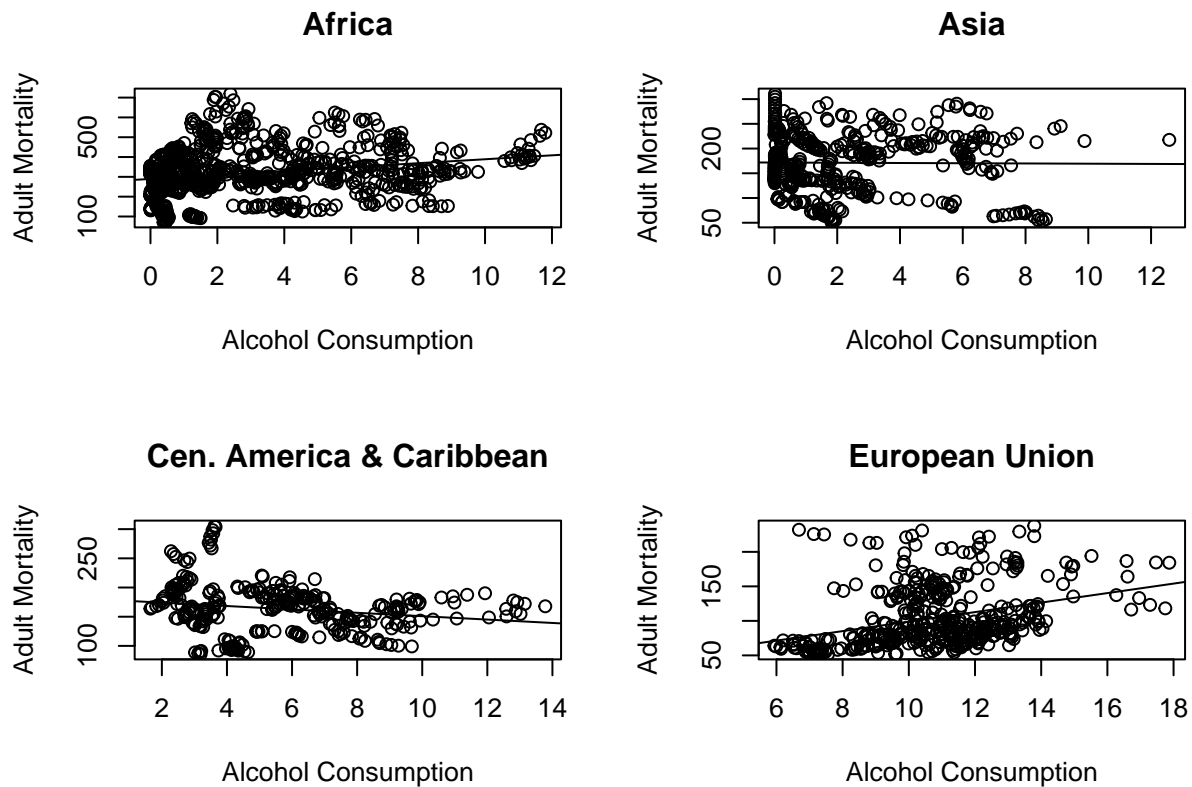 Africa
Adult Mortality
100 500
0 2 4 6 8 10 12
Alcohol Consumption
Asia
Adult Mortality
50 200
0 2 4 6 8 10 12
Alcohol Consumption
Cen. America & Caribbean
Adult Mortality
100 250
2 4 6 8 10 12 14
Alcohol Consumption
European Union
Adult Mortality
50 150
6 8 10 12 14 16 18
Alcohol Consumption